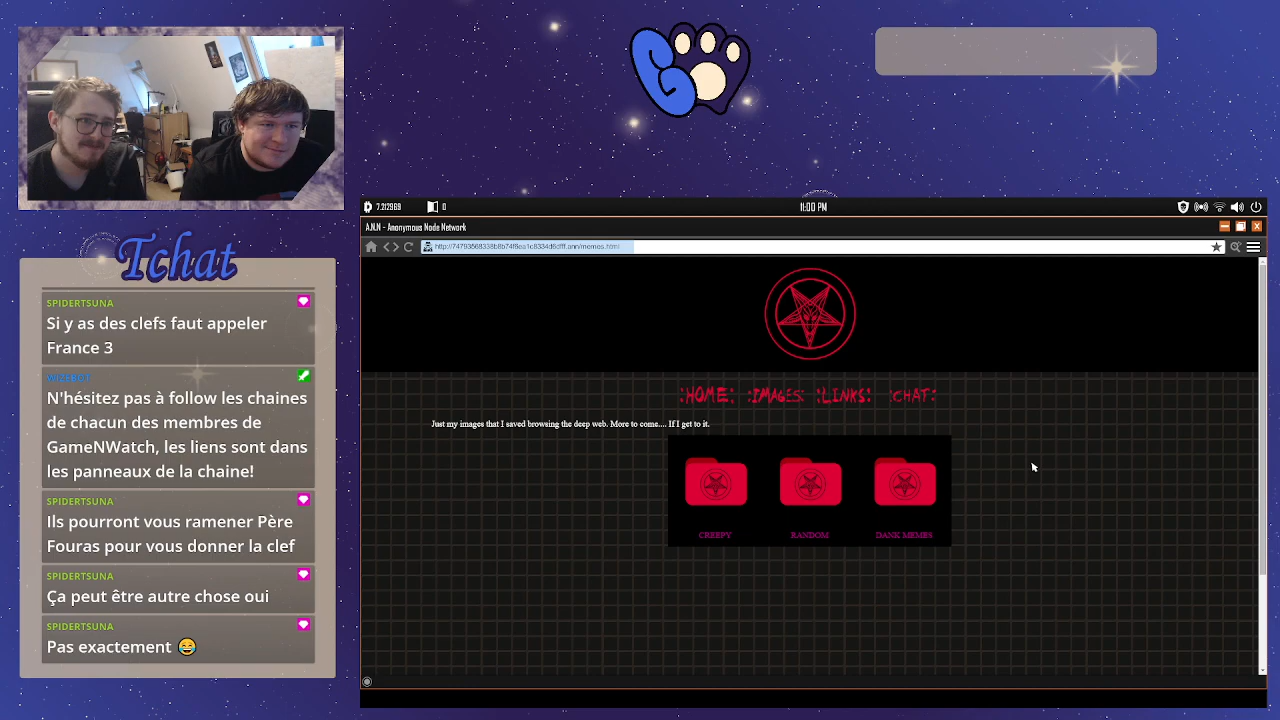 Tchat
SPIDERTSUNA
Si y as des clefs faut appeler
France 3
WIZEBOT
N'hésitez pas à follow les chaines
de chacun des membres de
GameNWatch, les liens sont dans
les panneaux de la chaine!
SPIDERTSUNA
Ils pourront vous ramener Père
Fouras pour vous donner la clef
SPIDERTSUNA
Ça peut être autre chose oui
SPIDERTSUNA
Pas exactement 😂
7.212969
0
11:00 PM
A.N.N - Anonymous Node Network
:HOME: :IMAGES: :LINKS: :CHAT:
Just my images that I saved browsing the deep web. More to come.... If I get to it.
CREEPY
RANDOM
DANK MEMES